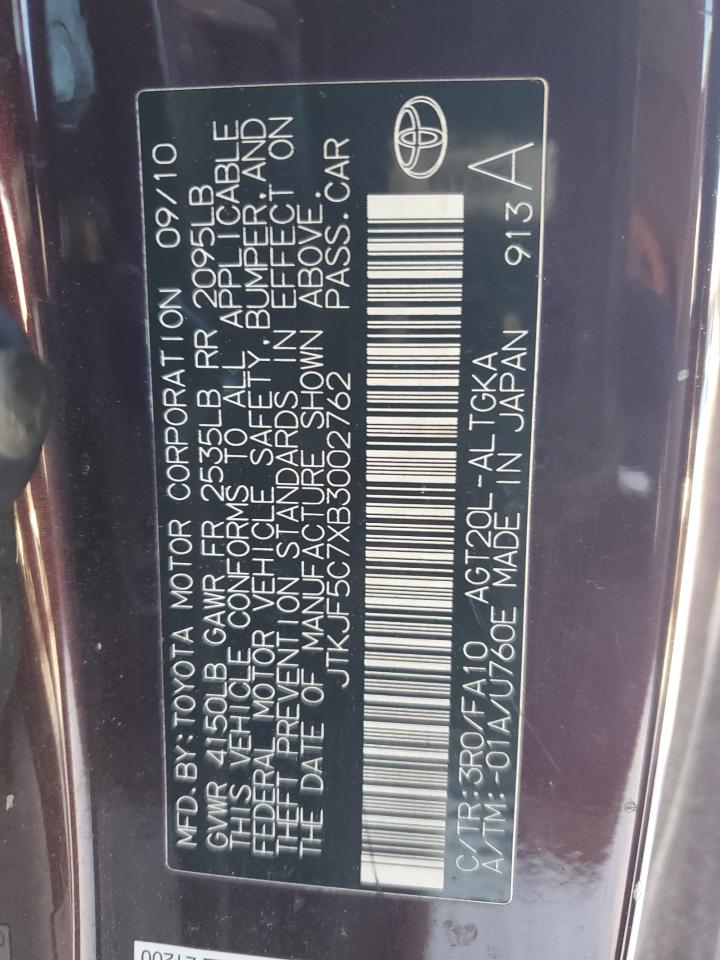 MFD.BY:TOYOTA MOTOR CORPORATION 09/10
GVWR 4150LB GAWR FR 2535LB RR 2095LB
THIS VEHICLE CONFORMS TO ALL APPLICABLE
FEDERAL MOTOR VEHICLE SAFETY,BUMPER,AND
THEFT PREVENTION STANDARDS IN EFFECT ON
THE DATE OF MANUFACTURE SHOWN ABOVE.
JTKJF5C7XB3002762 PASS.CAR
C/TR:3R0/FA10 AGT20L-ALTGKA
A/TM:-01A/U760E MADE IN JAPAN 913 A
21200